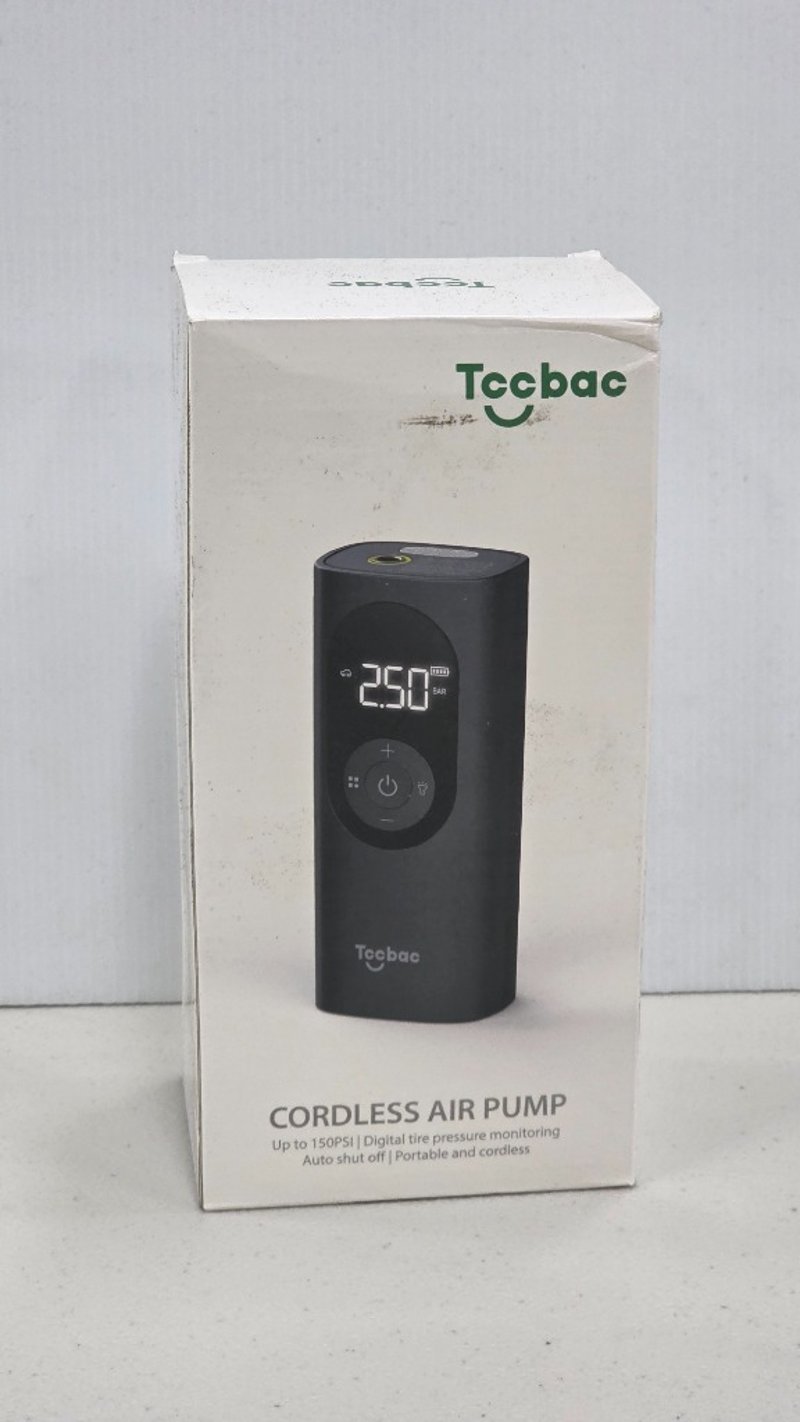 Tccbac
Tccbac
2.50
BAR
Tccbac
CORDLESS AIR PUMP
Up to 150PSI | Digital tire pressure monitoring
Auto shut off | Portable and cordless